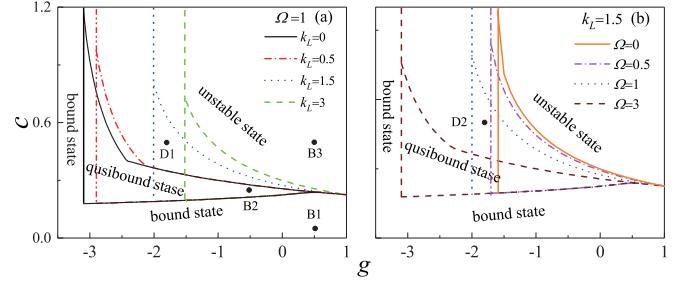 Ω=1 (a)
k_L=0
k_L=0.5
k_L=1.5
k_L=3
unstable state
bound state
D1
B3
qusibound stase
B2
bound state
B1
1.2
0.6
0.0
c
-3 -2 -1 0 1
k_L=1.5 (b)
Ω=0
Ω=0.5
Ω=1
Ω=3
unstable state
bound state
D2
qusibound stase
bound state
-3 -2 -1 0 1
g